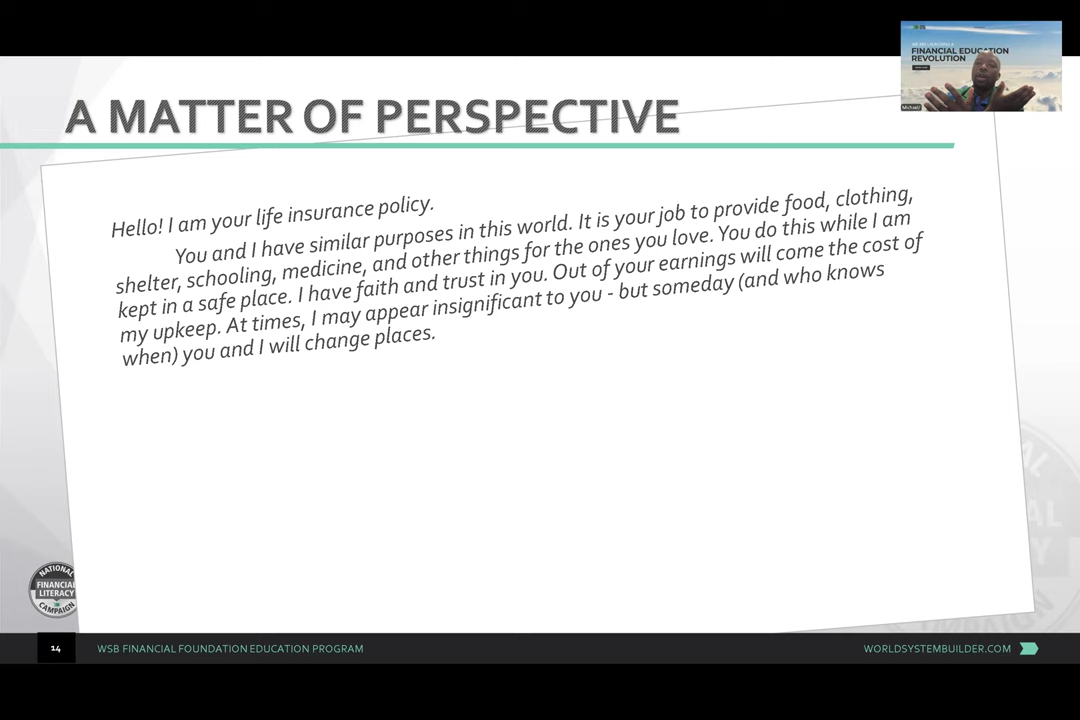 FINANCIAL EDUCATION
REVOLUTION
A MATTER OF PERSPECTIVE
Hello! I am your life insurance policy.
You and I have similar purposes in this world. It is your job to provide food, clothing,
shelter, schooling, medicine, and other things for the ones you love. You do this while I am
kept in a safe place. I have faith and trust in you. Out of your earnings will come the cost of
my upkeep. At times, I may appear insignificant to you - but someday (and who knows
when) you and I will change places.
NATIONAL
FINANCIAL
LITERACY
CAMPAIGN
14
WSB FINANCIAL FOUNDATION EDUCATION PROGRAM
WORLDSYSTEMBUILDER.COM